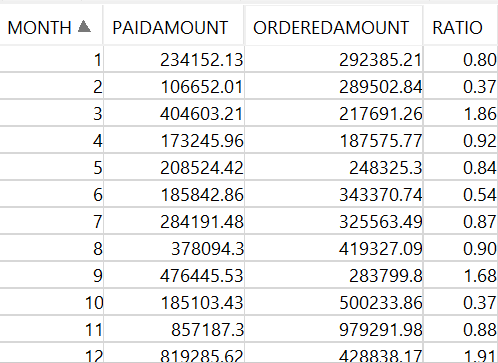 MONTH PAIDAMOUNT ORDEREDAMOUNT RATIO
1 234152.13 292385.21 0.80
2 106652.01 289502.84 0.37
3 404603.21 217691.26 1.86
4 173245.96 187575.77 0.92
5 208524.42 248325.3 0.84
6 185842.86 343370.74 0.54
7 284191.48 325563.49 0.87
8 378094.3 419327.09 0.90
9 476445.53 283799.8 1.68
10 185103.43 500233.86 0.37
11 857187.3 979291.98 0.88
12 819285.62 428838.17 1.91